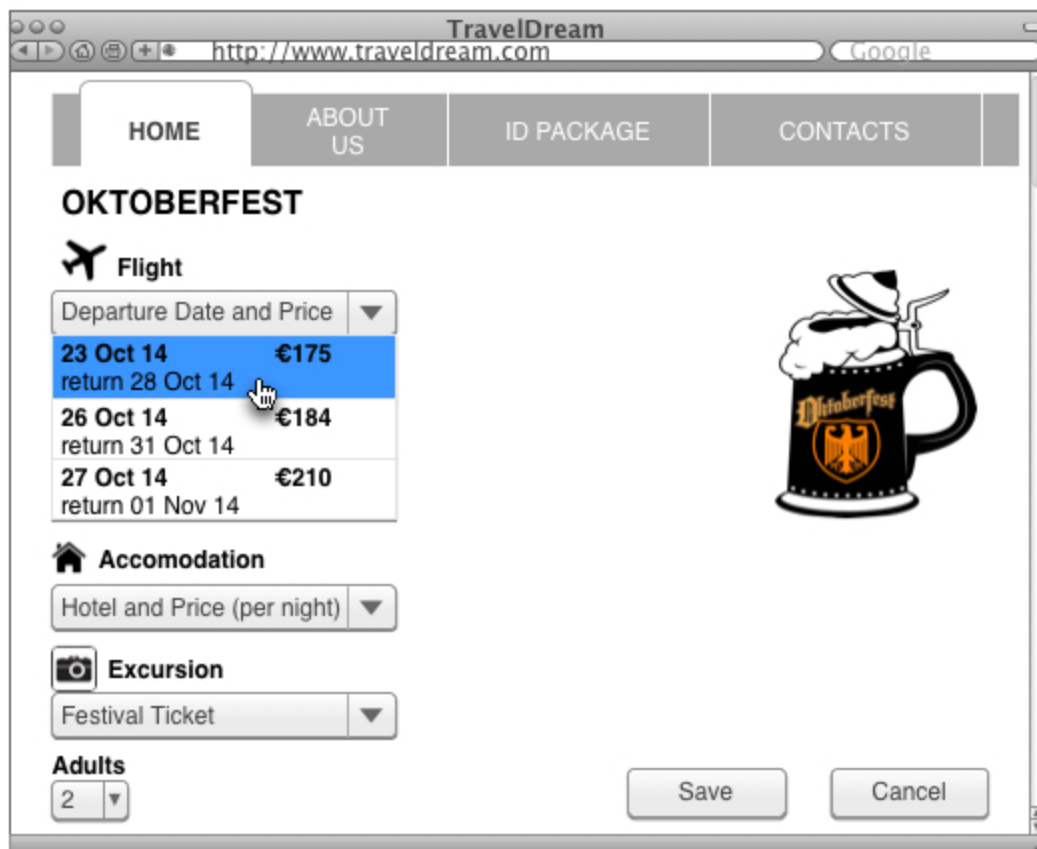 TravelDream
http://www.traveldream.com
Google
HOME
ABOUT
US
ID PACKAGE
CONTACTS
OKTOBERFEST
Flight
Departure Date and Price
23 Oct 14 €175
return 28 Oct 14
26 Oct 14 €184
return 31 Oct 14
27 Oct 14 €210
return 01 Nov 14
Oktoberfest
Accomodation
Hotel and Price (per night)
Excursion
Festival Ticket
Adults
2
Save
Cancel